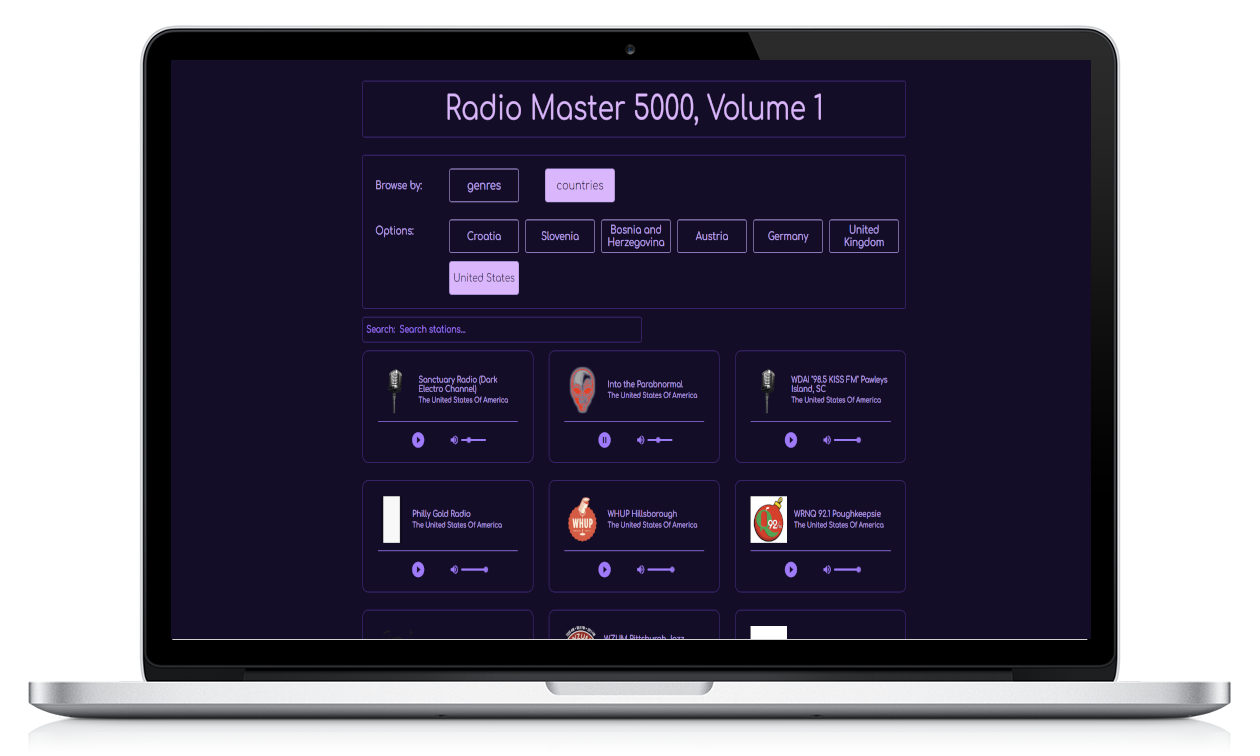 Radio Master 5000, Volume 1
Browse by:
genres
countries
Options:
Croatia
Slovenia
Bosnia and
Herzegovina
Austria
Germany
United
Kingdom
United States
Search: Search stations...
Sanctuary Radio (Dark
Electro Channel)
The United States Of America
Into the Parabnormal
The United States Of America
WDAI "98.5 KISS FM" Pawleys
Island, SC
The United States Of America
Philly Gold Radio
The United States Of America
WHUP
WHUP Hillsborough
The United States Of America
92.1
WRNQ 92.1 Poughkeepsie
The United States Of America
WZUM
WZUM Pittsburgh Jazz